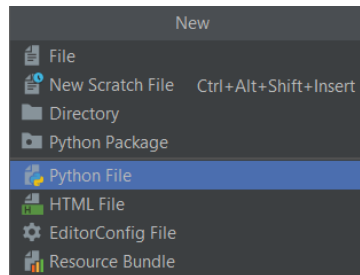 New
File
New Scratch File Ctrl+Alt+Shift+Insert
Directory
Python Package
Python File
H HTML File
EditorConfig File
Resource Bundle